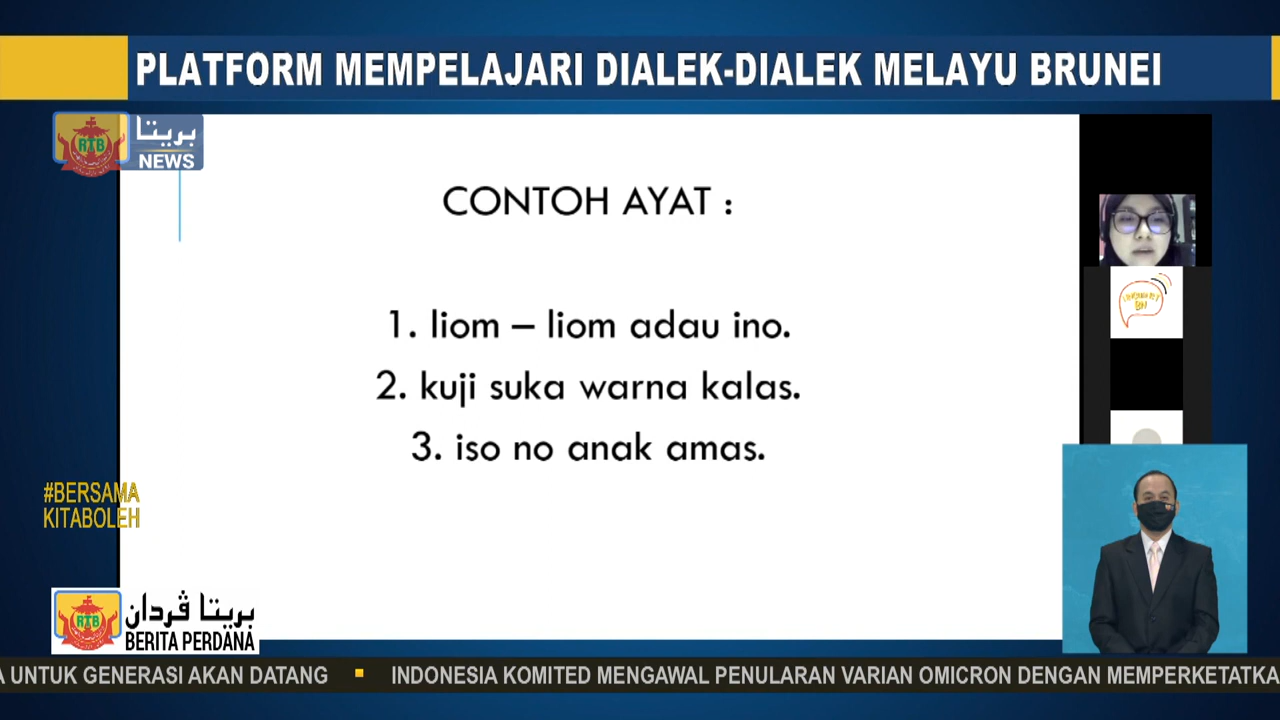 PLATFORM MEMPELAJARI DIALEK-DIALEK MELAYU BRUNEI
RTB
بريتا
NEWS
CONTOH AYAT :
1. liom – liom adau ino.
2. kuji suka warna kalas.
3. iso no anak amas.
#BERSAMA
KITABOLEH
RTB
بريتا ڤردان
BERITA PERDANA
A UNTUK GENERASI AKAN DATANG
INDONESIA KOMITED MENGAWAL PENULARAN VARIAN OMICRON DENGAN MEMPERKETATKA